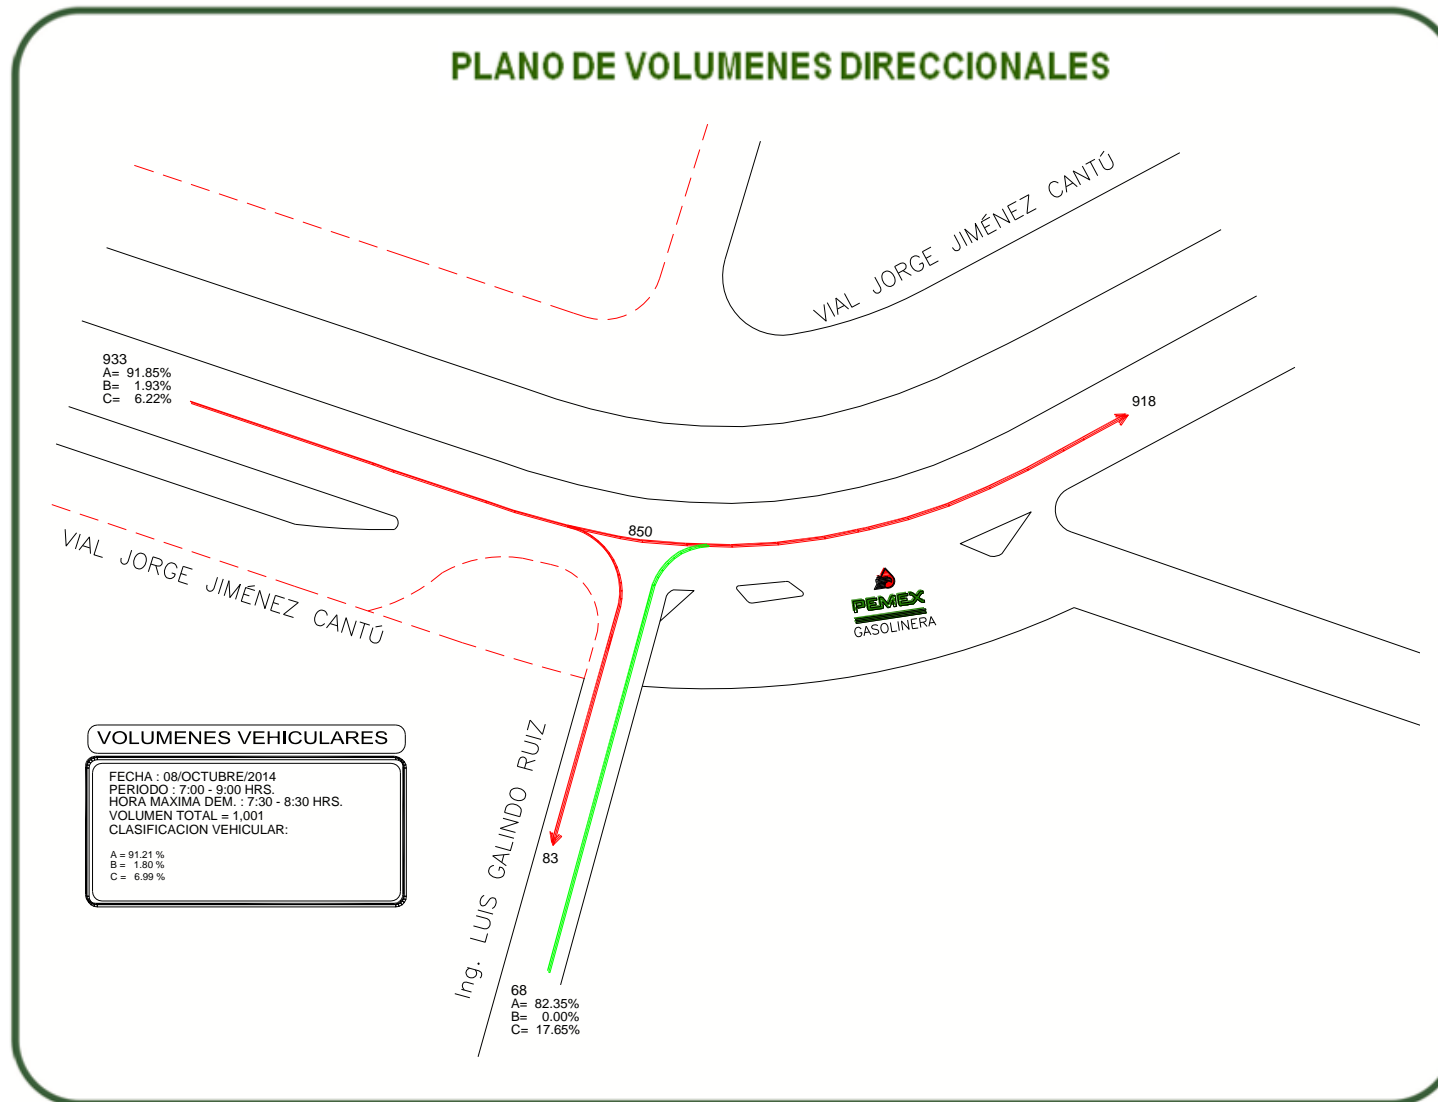 PLANO DE VOLUMENES DIRECCIONALES
VIAL JORGE JIMÉNEZ CANTÚ
933
A= 91.85%
B= 1.93%
C= 6.22%
918
850
VIAL JORGE JIMÉNEZ CANTÚ
PEMEX
GASOLINERA
VOLUMENES VEHICULARES
FECHA : 08/OCTUBRE/2014
PERIODO : 7:00 - 9:00 HRS.
HORA MAXIMA DEM. : 7:30 - 8:30 HRS.
VOLUMEN TOTAL = 1,001
CLASIFICACION VEHICULAR:
A = 91.21 %
B = 1.80 %
C = 6.99 %
Ing. LUIS GALINDO RUIZ
83
68
A= 82.35%
B= 0.00%
C= 17.65%